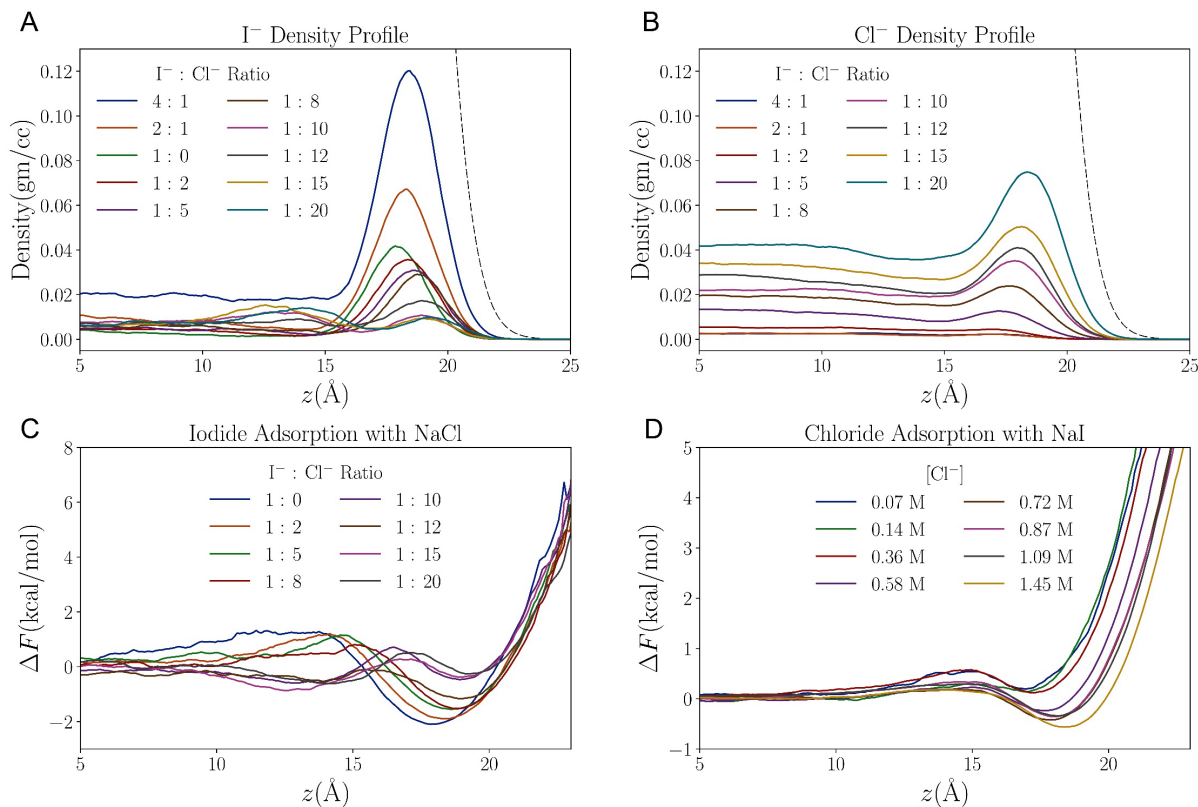 A
I⁻ Density Profile
I⁻ : Cl⁻ Ratio
4 : 1
2 : 1
1 : 0
1 : 2
1 : 5
1 : 8
1 : 10
1 : 12
1 : 15
1 : 20
Density(gm/cc)
0.12
0.10
0.08
0.06
0.04
0.02
0.00
5
10
15
20
25
z(Å)
B
Cl⁻ Density Profile
I⁻ : Cl⁻ Ratio
4 : 1
2 : 1
1 : 2
1 : 5
1 : 8
1 : 10
1 : 12
1 : 15
1 : 20
Density(gm/cc)
0.12
0.10
0.08
0.06
0.04
0.02
0.00
5
10
15
20
25
z(Å)
C
Iodide Adsorption with NaCl
I⁻ : Cl⁻ Ratio
1 : 0
1 : 2
1 : 5
1 : 8
1 : 10
1 : 12
1 : 15
1 : 20
ΔF(kcal/mol)
8
6
4
2
0
−2
5
10
15
20
z(Å)
D
Chloride Adsorption with NaI
[Cl⁻]
0.07 M
0.14 M
0.36 M
0.58 M
0.72 M
0.87 M
1.09 M
1.45 M
ΔF(kcal/mol)
5
4
3
2
1
0
−1
5
10
15
20
z(Å)